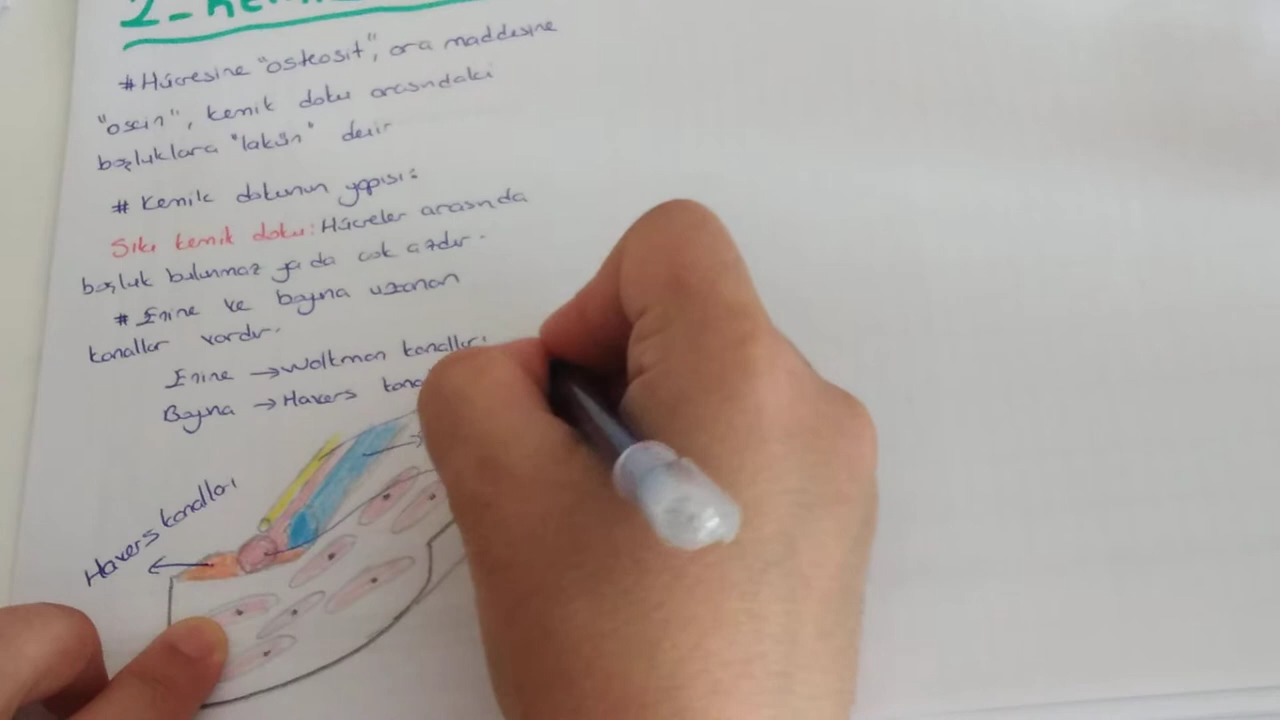 2-
#Hücresine "osteosit", ara maddesine
"osein", kemik doku arasındaki
boşluklara "lakün" denir
# Kemik dokunun yapısı:
Sıkı kemik doku: Hücreler arasında
boşluk bulunmaz ya da çok azdır.
# Enine ve boyuna uzanan
kanallar vardır.
Enine → Wolkman kanalları
Boyuna → Havers
Havers kanalları